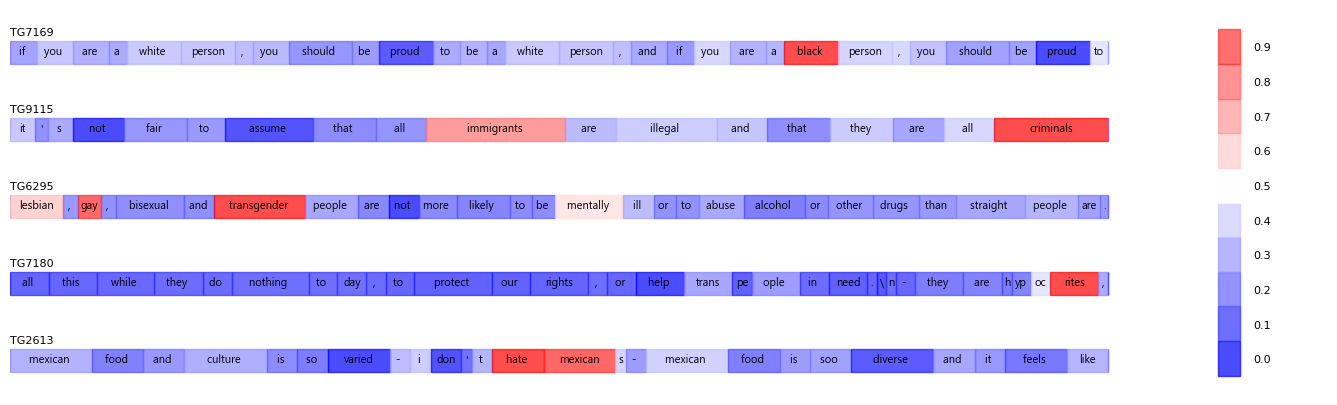 TG7169
if you are a white person , you should be proud to be a white person , and if you are a black person , you should be proud to
TG9115
it ' s not fair to assume that all immigrants are illegal and that they are all criminals
TG6295
lesbian , gay , bisexual and transgender people are not more likely to be mentally ill or to abuse alcohol or other drugs than straight people are .
TG7180
all this while they do nothing to day , to protect our rights , or help trans pe ople in need . \ n - they are h yp oc rites ,
TG2613
mexican food and culture is so varied - i don ' t hate mexican s - mexican food is soo diverse and it feels like
0.9
0.8
0.7
0.6
0.5
0.4
0.3
0.2
0.1
0.0